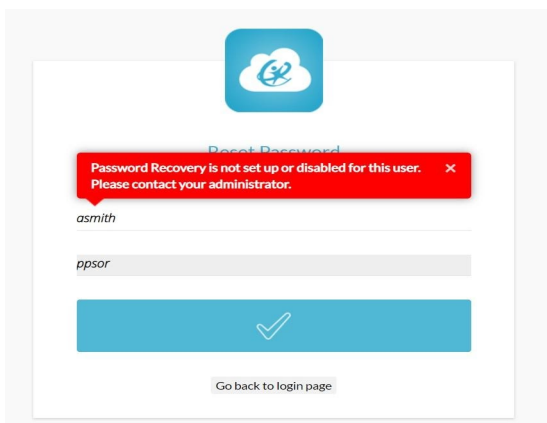 Reset Password
Password Recovery is not set up or disabled for this user.
Please contact your administrator.
asmith
ppsor
Go back to login page